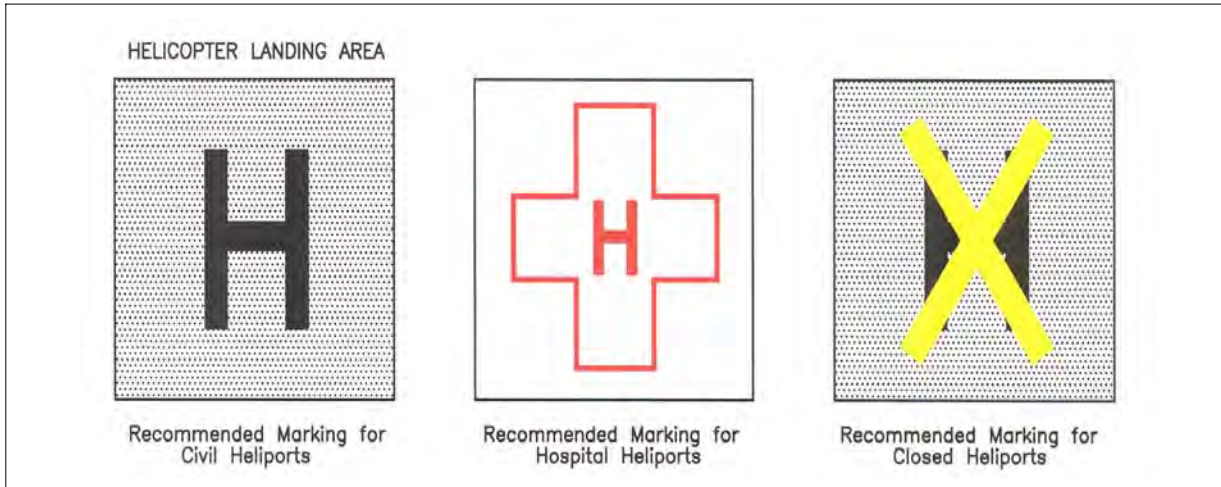 HELICOPTER LANDING AREA
H
H
H
X
Recommended Marking for
Civil Heliports
Recommended Marking for
Hospital Heliports
Recommended Marking for
Closed Heliports